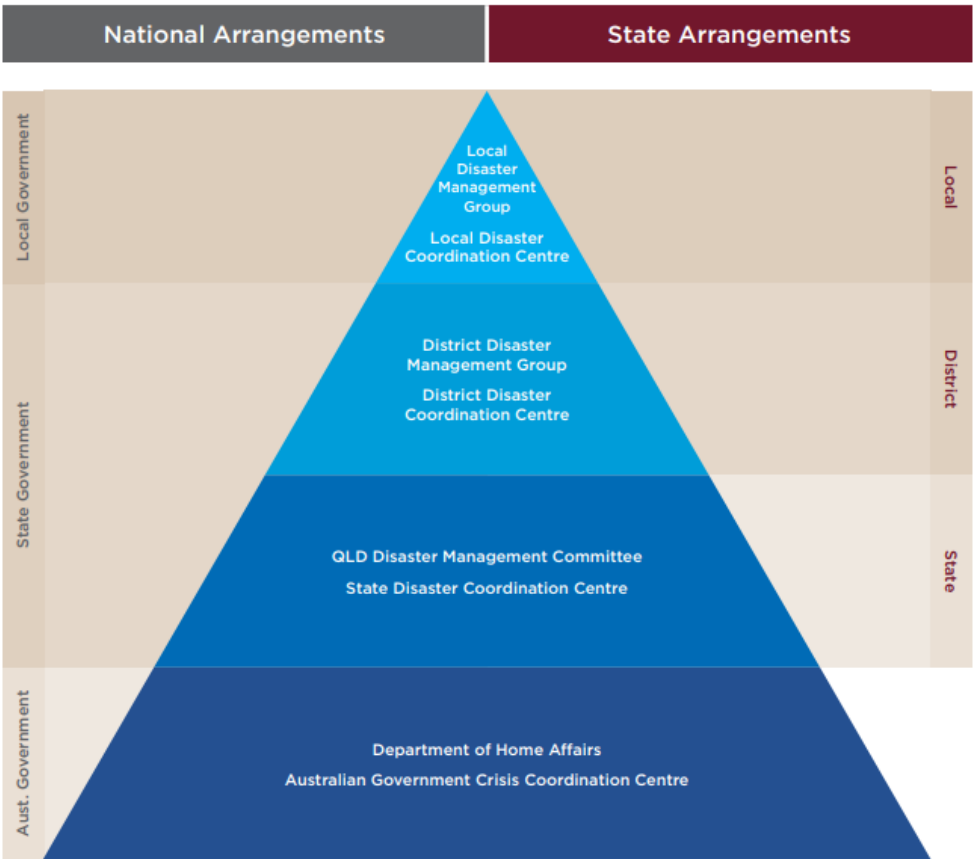 National Arrangements
State Arrangements
Local Government
Local
Disaster
Management
Group
Local Disaster
Coordination Centre
Local
State Government
District Disaster
Management Group
District Disaster
Coordination Centre
District
QLD Disaster Management Committee
State Disaster Coordination Centre
State
Aust. Government
Department of Home Affairs
Australian Government Crisis Coordination Centre